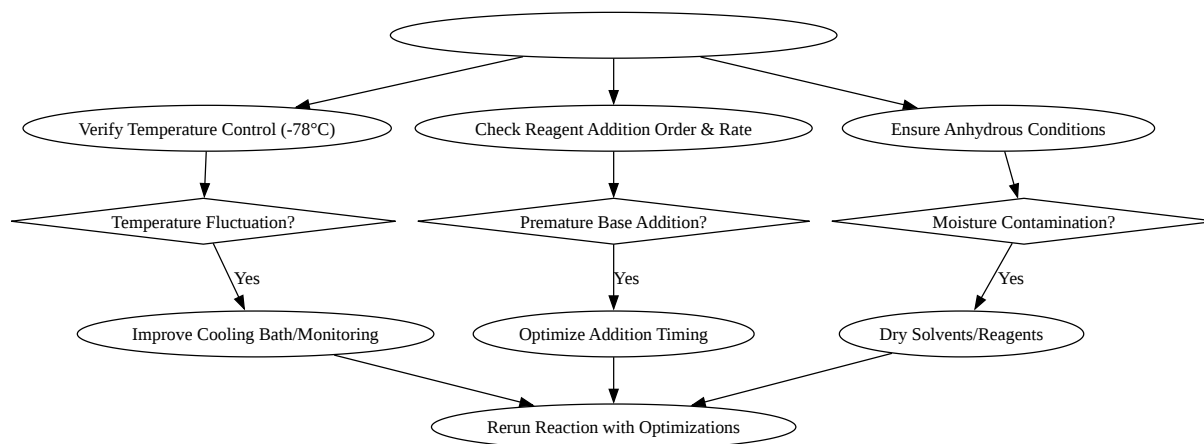 Verify Temperature Control (-78°C)
Check Reagent Addition Order & Rate
Ensure Anhydrous Conditions
Temperature Fluctuation?
Premature Base Addition?
Moisture Contamination?
Yes
Yes
Yes
Improve Cooling Bath/Monitoring
Optimize Addition Timing
Dry Solvents/Reagents
Rerun Reaction with Optimizations